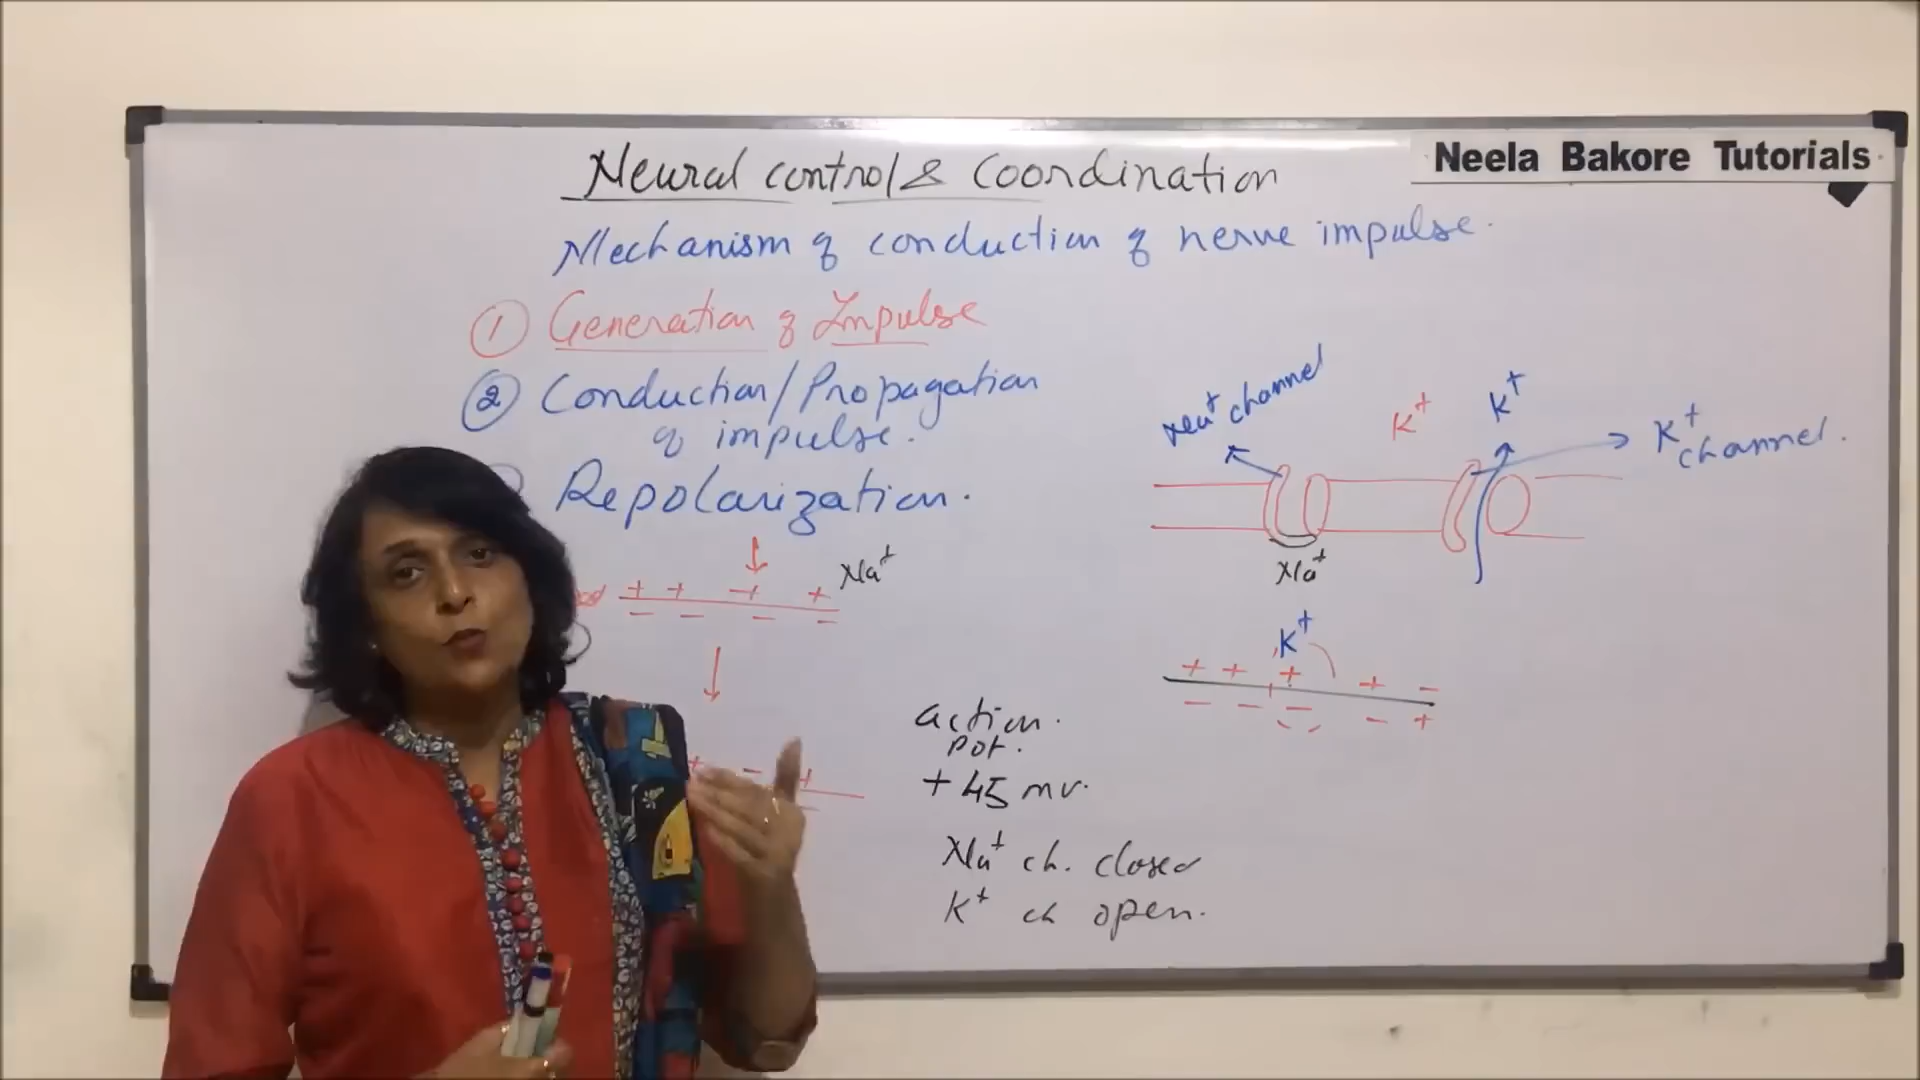 Neela Bakore Tutorials
Neural control & Coordination
Mechanism of conduction of nerve impulse.
① Generation of Impulse
② Conduction/Propagation
of impulse.
Repolarization.
Na⁺
+ + + +
- - - -
- +
action.
pot.
+45 mv.
Na⁺ ch. closed
K⁺ ch open.
Na⁺ channel
K⁺
K⁺
K⁺
channel.
Na⁺
K⁺
+ + + + -
- - - - +